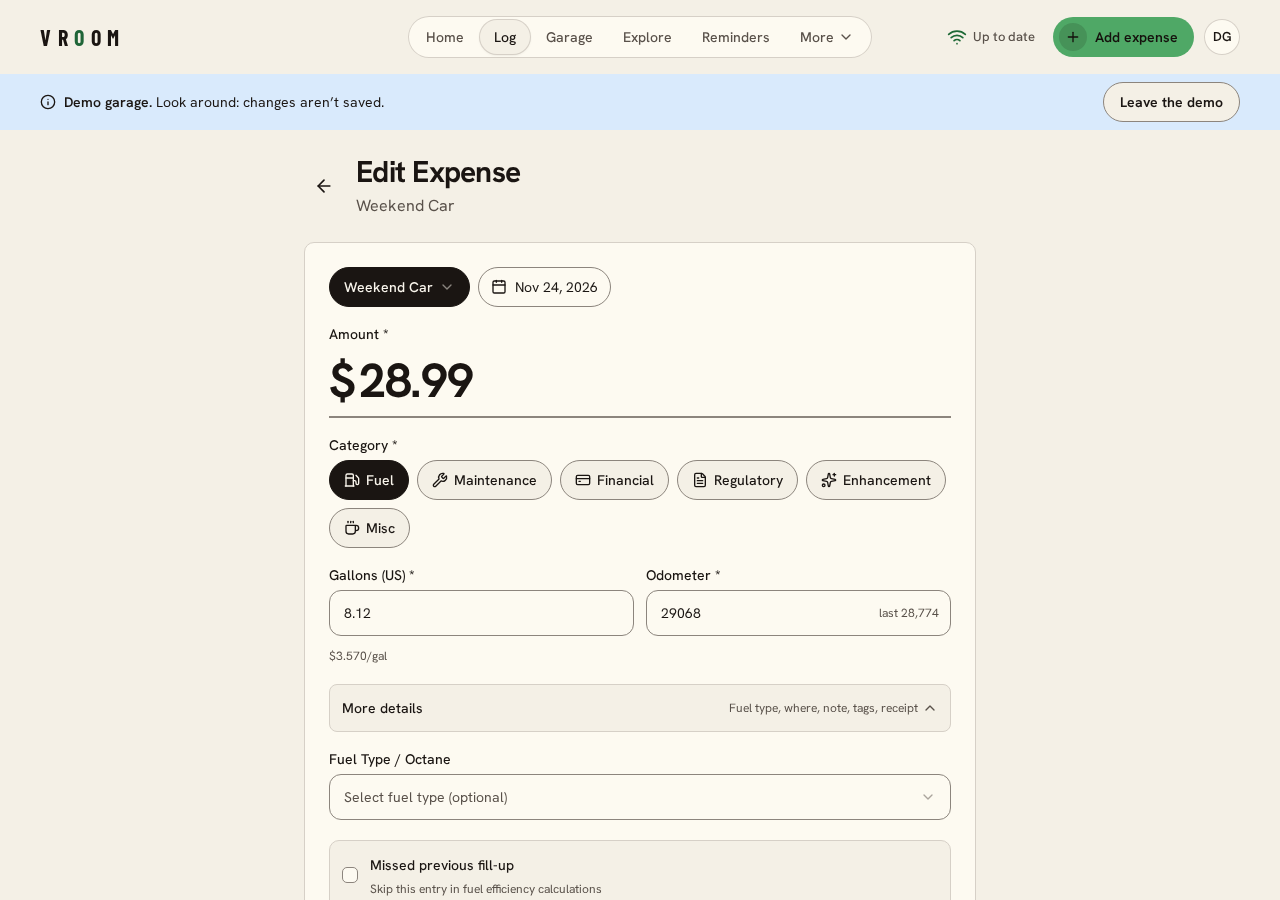 VROOM
Home
Log
Garage
Explore
Reminders
More
Up to date
Add expense
DG
Demo garage. Look around: changes aren’t saved.
Leave the demo
Edit Expense
Weekend Car
Weekend Car
Nov 24, 2026
Amount *
$28.99
Category *
Fuel
Maintenance
Financial
Regulatory
Enhancement
Misc
Gallons (US) *
Odometer *
8.12
29068
last 28,774
$3.570/gal
More details
Fuel type, where, note, tags, receipt
Fuel Type / Octane
Select fuel type (optional)
Missed previous fill-up
Skip this entry in fuel efficiency calculations